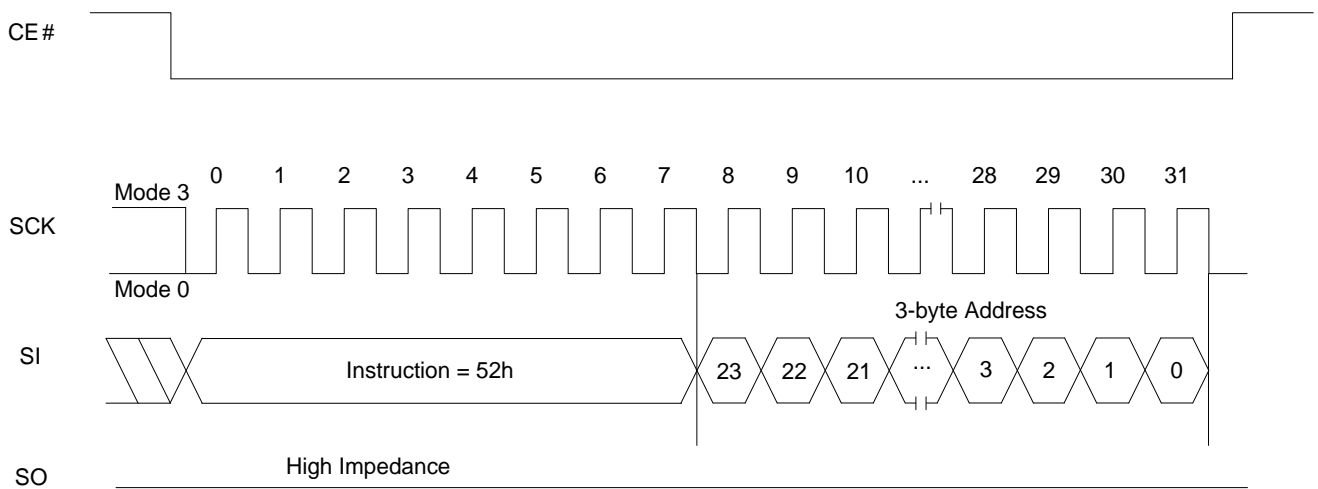 CE#
0 1 2 3 4 5 6 7 8 9 10 ... 28 29 30 31
Mode 3
SCK
Mode 0
3-byte Address
SI
Instruction = 52h
23 22 21 ... 3 2 1 0
High Impedance
SO